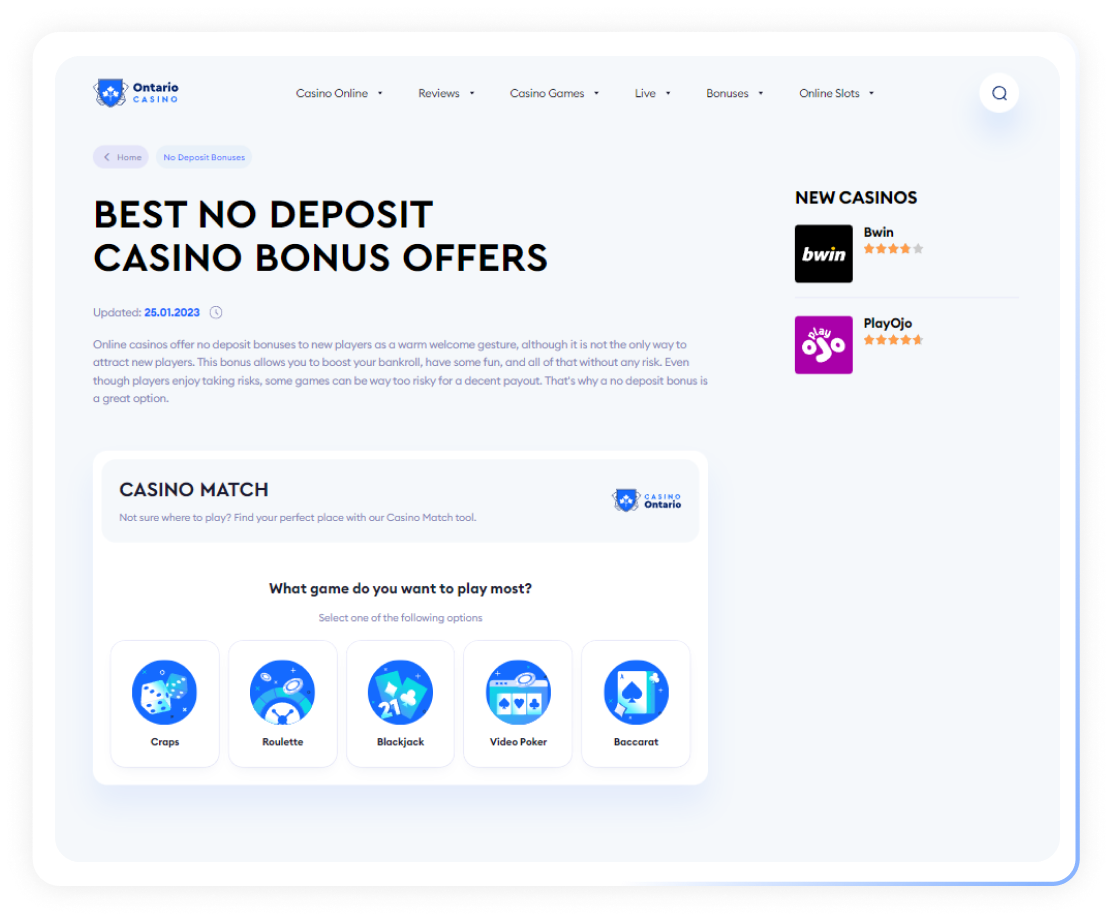 Ontario
CASINO
Casino Online
Reviews
Casino Games
Live
Bonuses
Online Slots
Home
No Deposit Bonuses
BEST NO DEPOSIT
CASINO BONUS OFFERS
Updated: 25.01.2023
Online casinos offer no deposit bonuses to new players as a warm welcome gesture, although it is not the only way to
attract new players. This bonus allows you to boost your bankroll, have some fun, and all of that without any risk. Even
though players enjoy taking risks, some games can be way too risky for a decent payout. That's why a no deposit bonus is
a great option.
NEW CASINOS
bwin
Bwin
play
ojo
PlayOjo
CASINO MATCH
Not sure where to play? Find your perfect place with our Casino Match tool.
CASINO
Ontario
What game do you want to play most?
Select one of the following options
21
A
Craps
Roulette
Blackjack
Video Poker
Baccarat